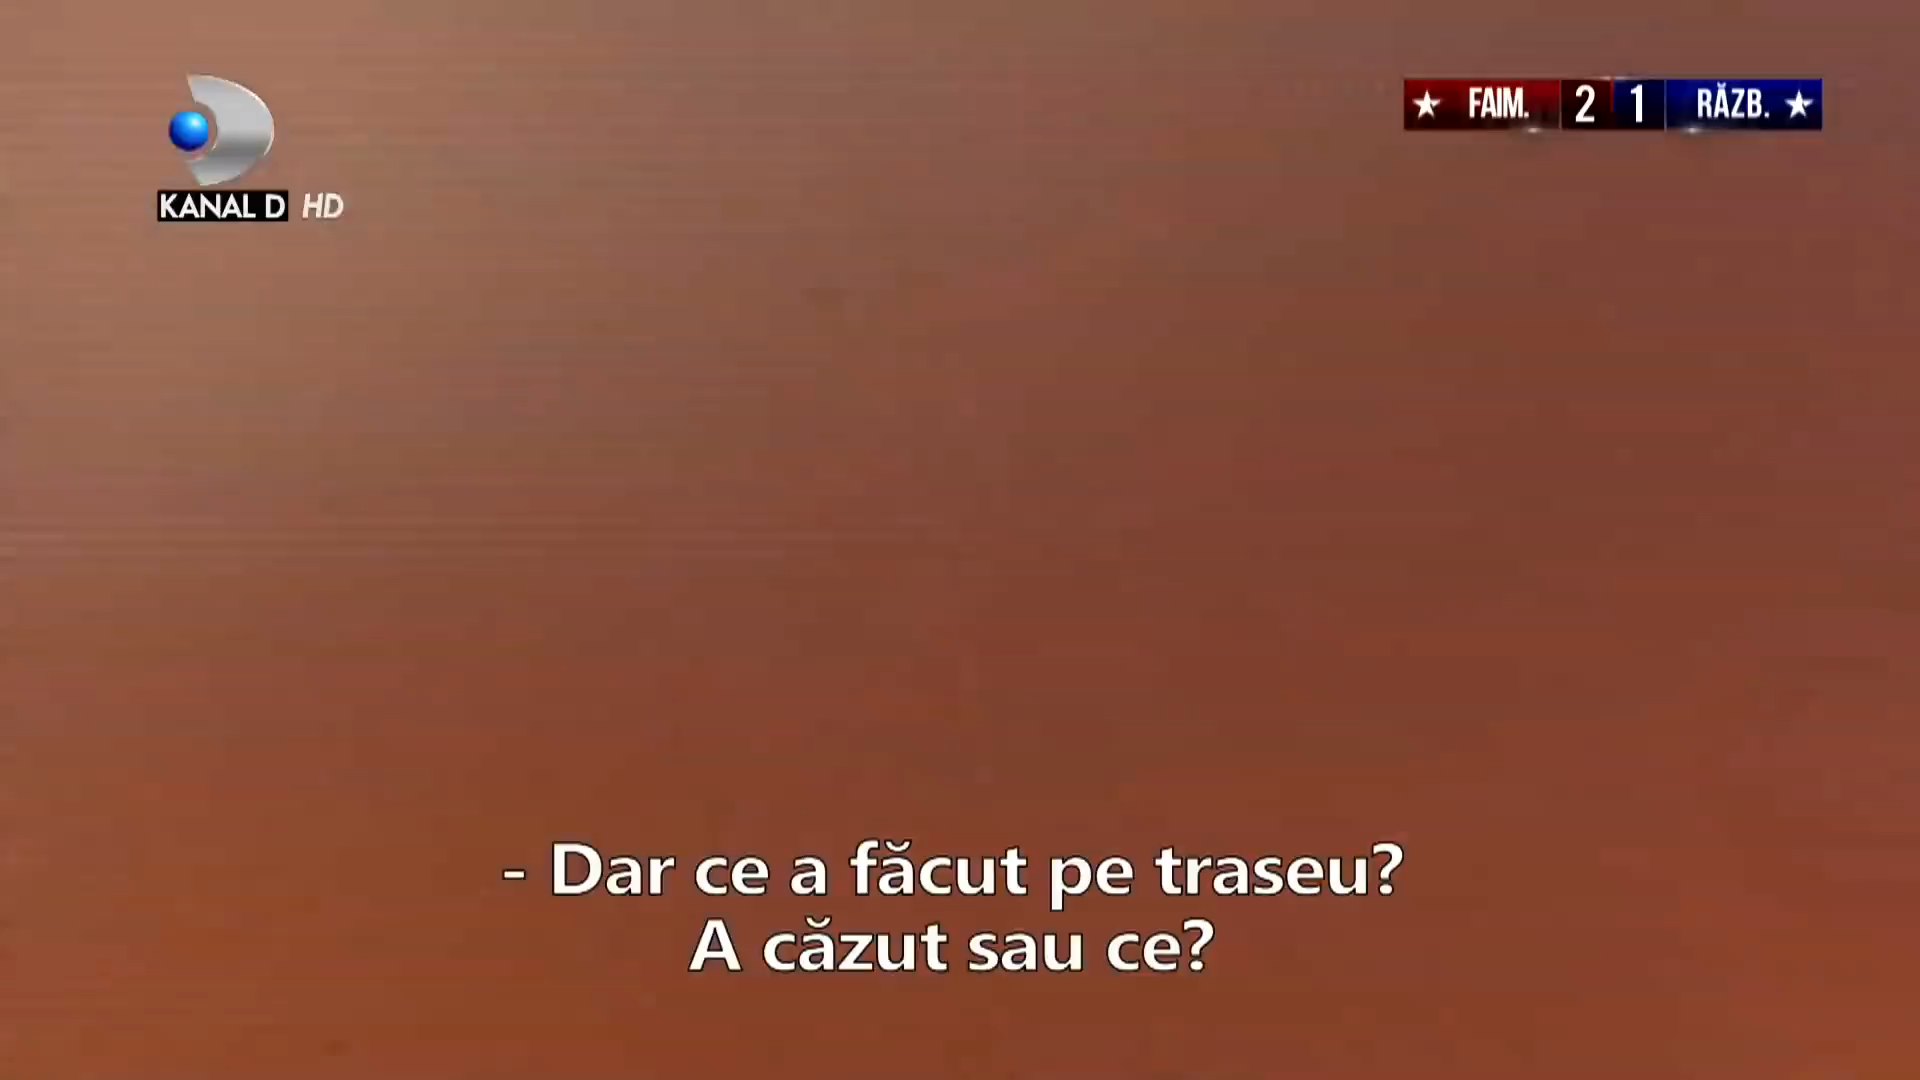 KANAL D HD
★ FAIM. 2 1 RĂZB. ★
- Dar ce a făcut pe traseu?
A căzut sau ce?